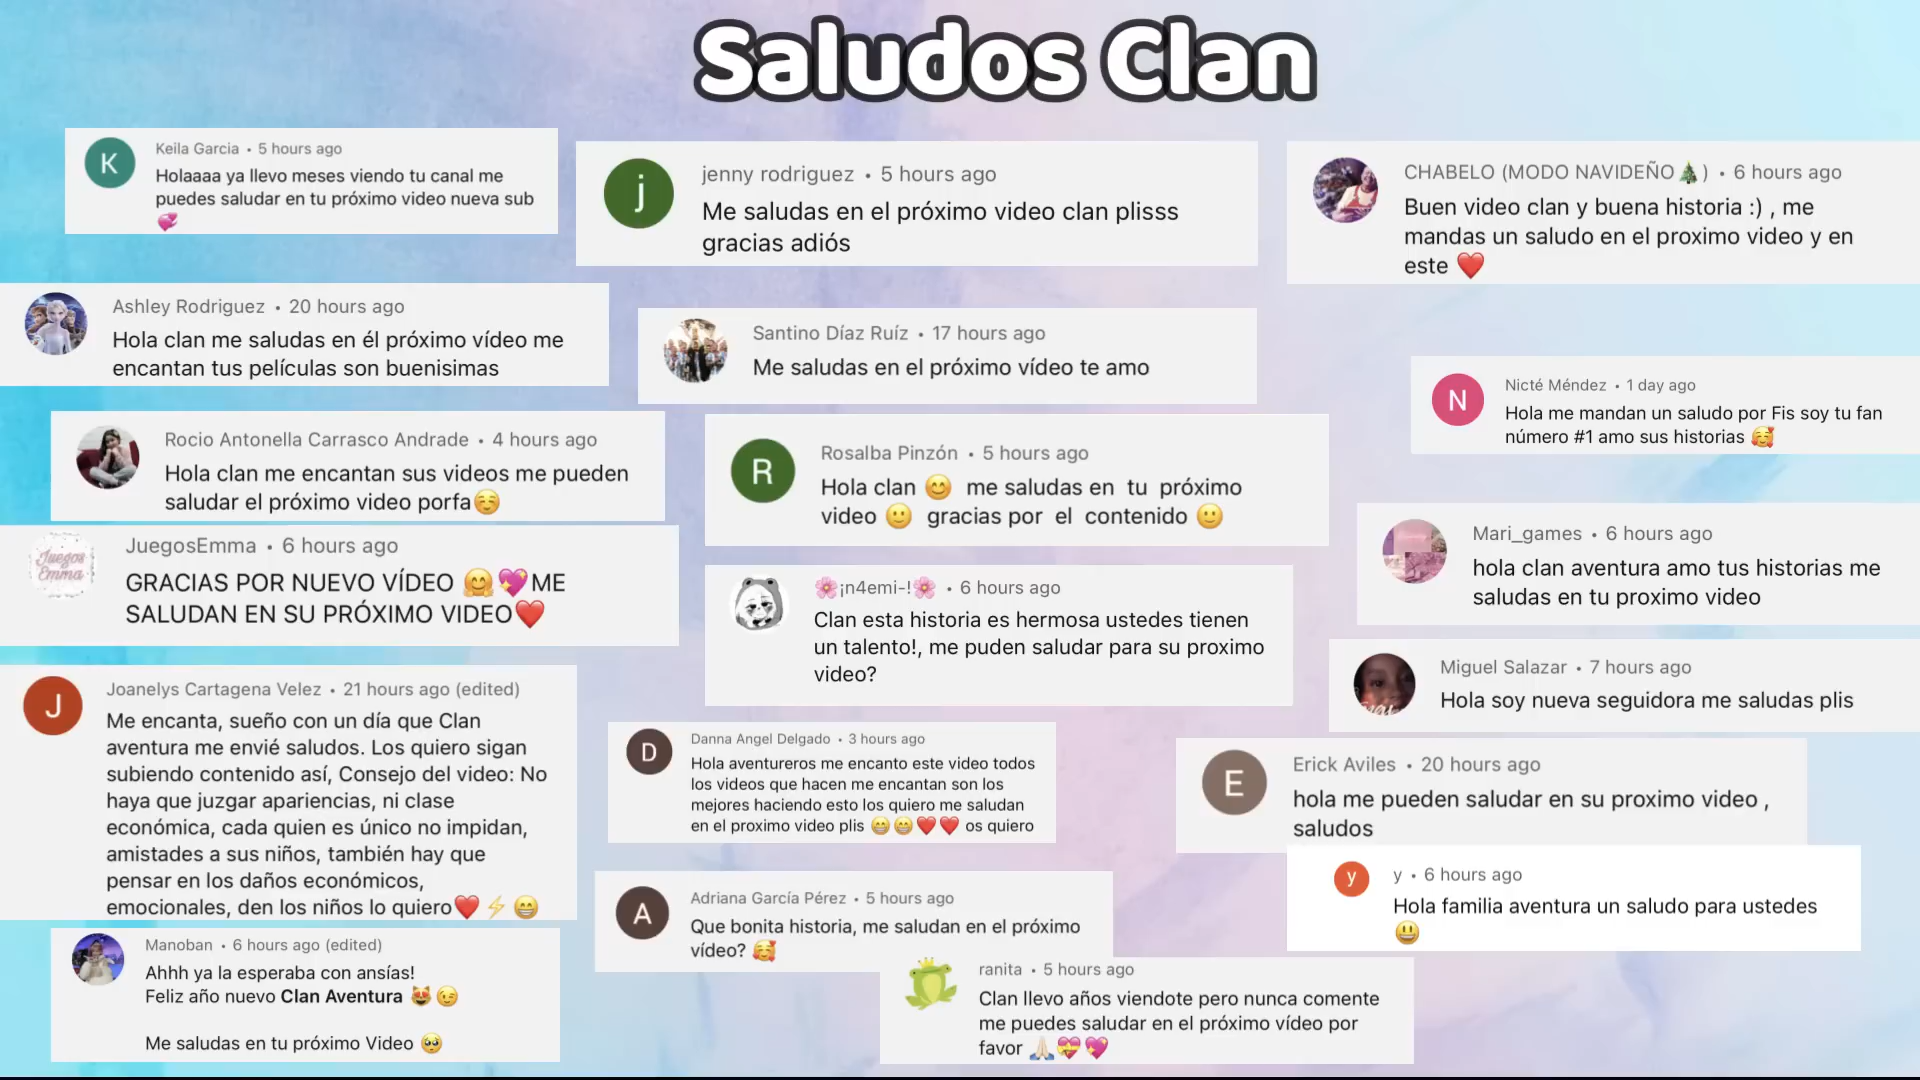 Saludos Clan
K
Keila Garcia • 5 hours ago
Holaaaa ya llevo meses viendo tu canal me
puedes saludar en tu próximo video nueva sub
💞
j
jenny rodriguez • 5 hours ago
Me saludas en el próximo video clan plisss
gracias adiós
CHABELO (MODO NAVIDEÑO🎄) • 6 hours ago
Buen video clan y buena historia :) , me
mandas un saludo en el proximo video y en
este ❤️
Ashley Rodriguez • 20 hours ago
Hola clan me saludas en él próximo vídeo me
encantan tus películas son buenisimas
Santino Díaz Ruíz • 17 hours ago
Me saludas en el próximo vídeo te amo
N
Nicté Méndez • 1 day ago
Hola me mandan un saludo por Fis soy tu fan
número #1 amo sus historias 🥰
Rocio Antonella Carrasco Andrade • 4 hours ago
Hola clan me encantan sus videos me pueden
saludar el próximo video porfa☺️
R
Rosalba Pinzón • 5 hours ago
Hola clan 😊 me saludas en tu próximo
video 🙂 gracias por el contenido 🙂
Juegos
Emma
JuegosEmma • 6 hours ago
GRACIAS POR NUEVO VÍDEO 🤗💖ME
SALUDAN EN SU PRÓXIMO VIDEO❤️
🌸¡n4emi-!🌸 • 6 hours ago
Clan esta historia es hermosa ustedes tienen
un talento!, me puden saludar para su proximo
video?
Mari_games • 6 hours ago
hola clan aventura amo tus historias me
saludas en tu proximo video
Miguel Salazar • 7 hours ago
Hola soy nueva seguidora me saludas plis
J
Joanelys Cartagena Velez • 21 hours ago (edited)
Me encanta, sueño con un día que Clan
aventura me envié saludos. Los quiero sigan
subiendo contenido así, Consejo del video: No
haya que juzgar apariencias, ni clase
económica, cada quien es único no impidan,
amistades a sus niños, también hay que
pensar en los daños económicos,
emocionales, den los niños lo quiero❤️⚡😁
D
Danna Angel Delgado • 3 hours ago
Hola aventureros me encanto este video todos
los videos que hacen me encantan son los
mejores haciendo esto los quiero me saludan
en el proximo video plis 😁😁❤️❤️ os quiero
E
Erick Aviles • 20 hours ago
hola me pueden saludar en su proximo video ,
saludos
y
y • 6 hours ago
Hola familia aventura un saludo para ustedes
😃
A
Adriana García Pérez • 5 hours ago
Que bonita historia, me saludan en el próximo
vídeo? 🥰
Manoban • 6 hours ago (edited)
Ahhh ya la esperaba con ansías!
Feliz año nuevo Clan Aventura 😻😉
Me saludas en tu próximo Video 🥺
ranita • 5 hours ago
Clan llevo años viendote pero nunca comente
me puedes saludar en el próximo vídeo por
favor 🙏🏻💝💖